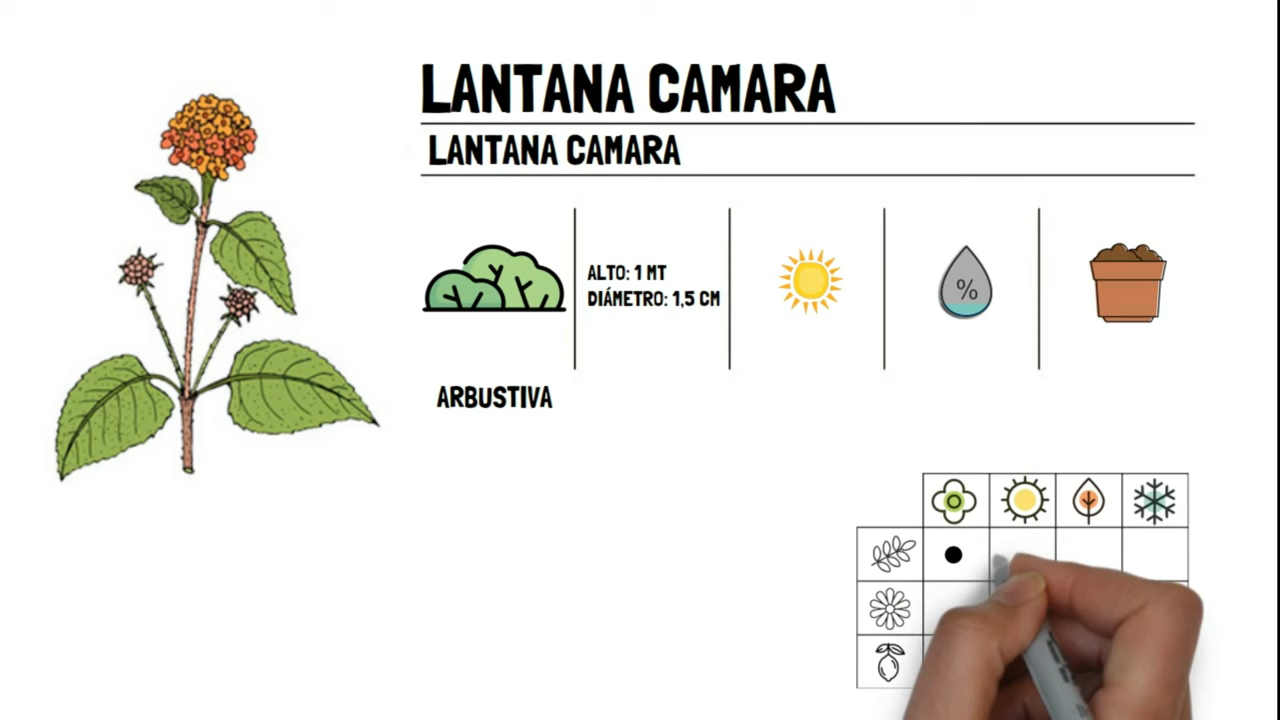 LANTANA CAMARA
LANTANA CAMARA
ALTO: 1 MT
DIÁMETRO: 1,5 CM
%
ARBUSTIVA